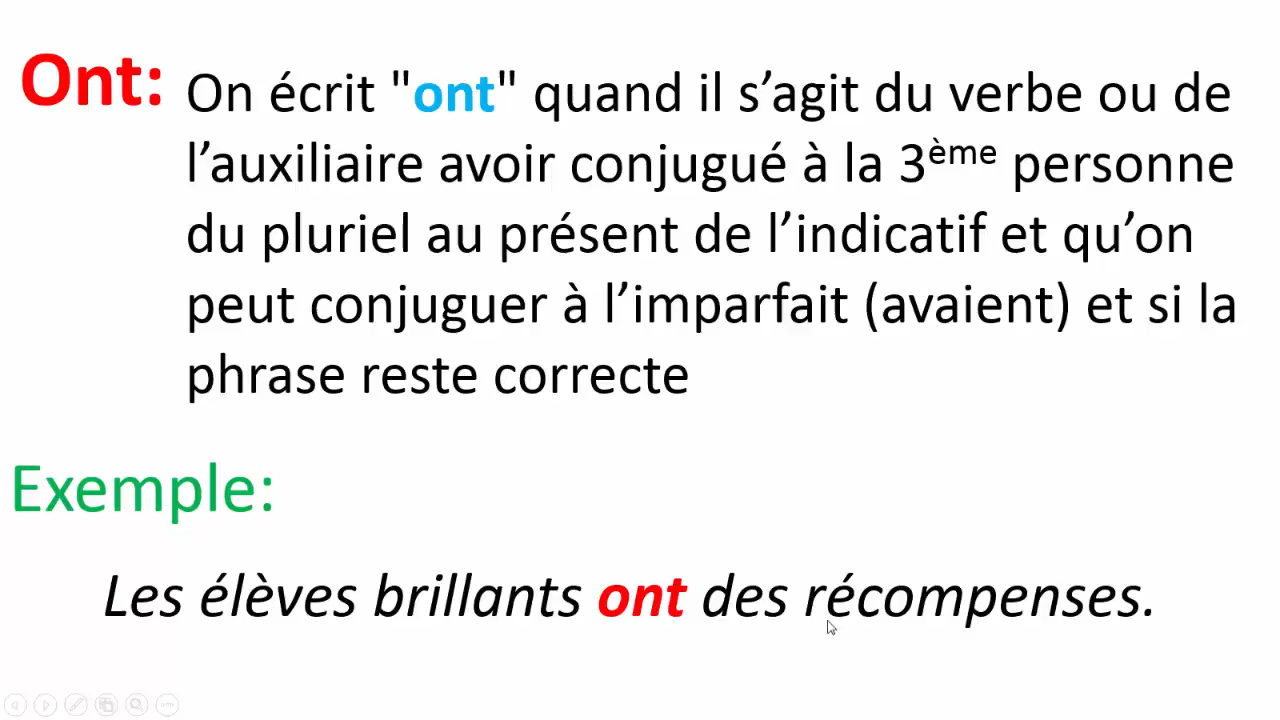 Ont: On écrit "ont" quand il s’agit du verbe ou de
l’auxiliaire avoir conjugué à la 3ème personne
du pluriel au présent de l’indicatif et qu’on
peut conjuguer à l’imparfait (avaient) et si la
phrase reste correcte
Exemple:
Les élèves brillants ont des récompenses.